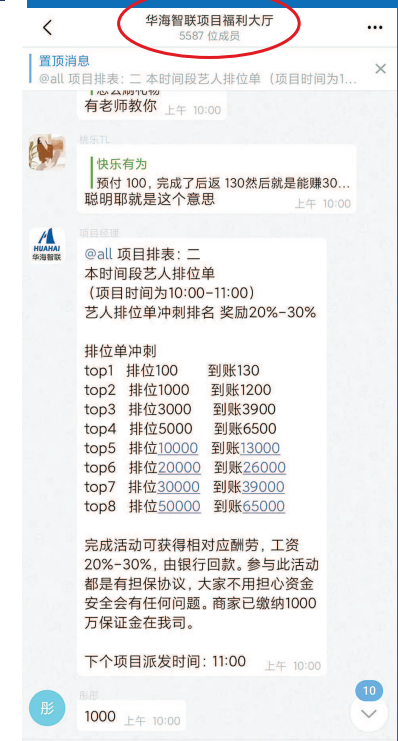 华海智联项目福利大厅
5587 位成员
置顶消息
@all 项目排表：二 本时间段艺人排位单（项目时间为1...
有老师教你 上午 10:00
快乐有为
预付 100，完成了后返 130然后就是能赚30...
聪明耶就是这个意思 上午 10:00
项目经理
HUAHAI
华海智联
@all 项目排表：二
本时间段艺人排位单
（项目时间为10:00-11:00）
艺人排位单冲刺排名 奖励20%-30%
排位单冲刺
top1 排位100 到账130
top2 排位1000 到账1200
top3 排位3000 到账3900
top4 排位5000 到账6500
top5 排位10000 到账13000
top6 排位20000 到账26000
top7 排位30000 到账39000
top8 排位50000 到账65000
完成活动可获得相对应酬劳，工资
20%-30%，由银行回款。参与此活动
都是有担保协议，大家不用担心资金
安全会有任何问题。商家已缴纳1000
万保证金在我司。
下个项目派发时间：11:00 上午 10:00
10
彤
彤彤
1000 上午 10:00